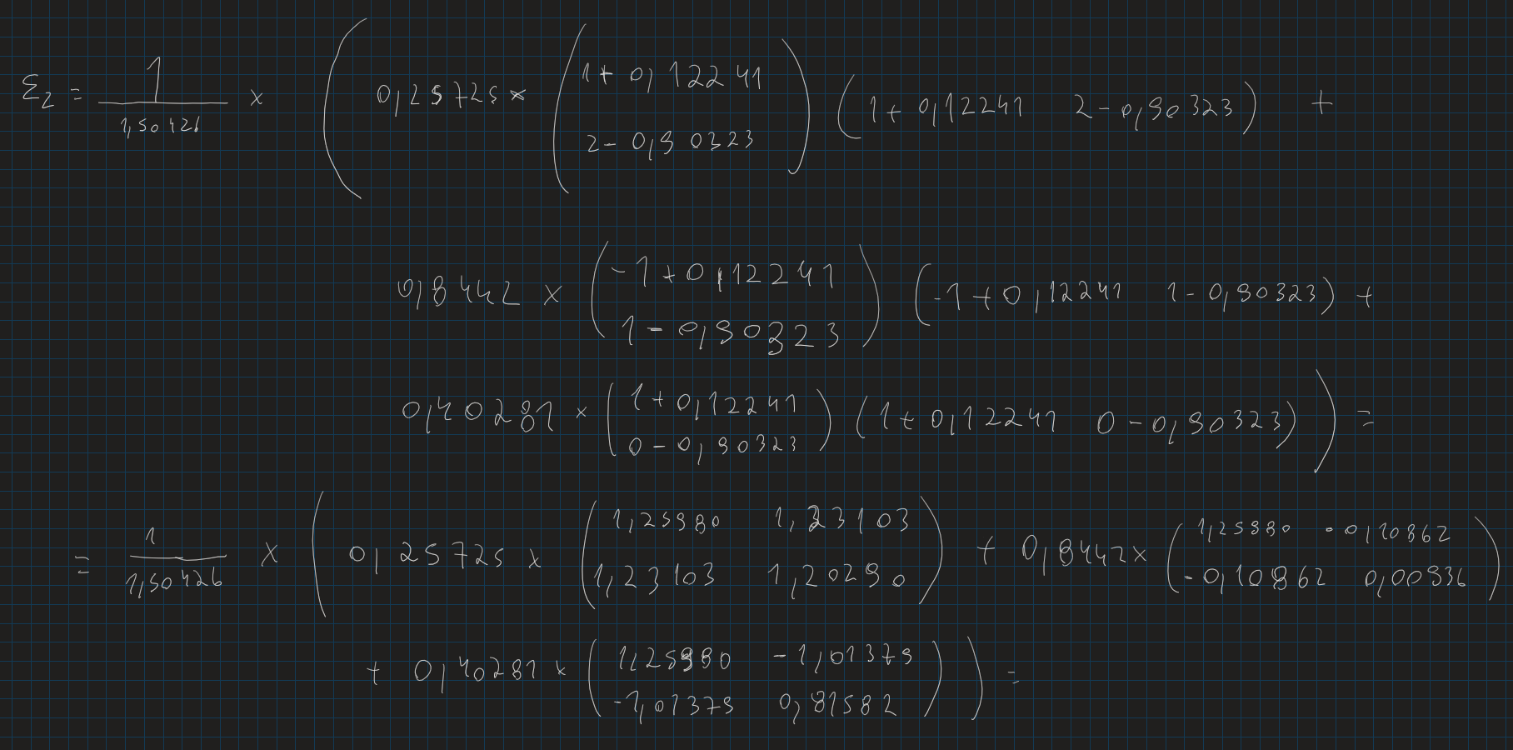 Σ₂ = 1/1,50426 × ( 0,25725 × (1+0,12241 ; 2-0,90323) (1+0,12241 2-0,90323) +
0,8442 × (-1+0,12241 ; 1-0,90323) (-1+0,12241 1-0,90323) +
0,40281 × (1+0,12241 ; 0-0,90323) (1+0,12241 0-0,90323) ) =
= 1/1,50426 × ( 0,25725 × (1,25980 1,23103 ; 1,23103 1,20290) + 0,8442 × (1,25980 -0,10862 ; -0,10862 0,00936)
+ 0,40281 × (1,25980 -1,01379 ; -1,01379 0,81582) ) =